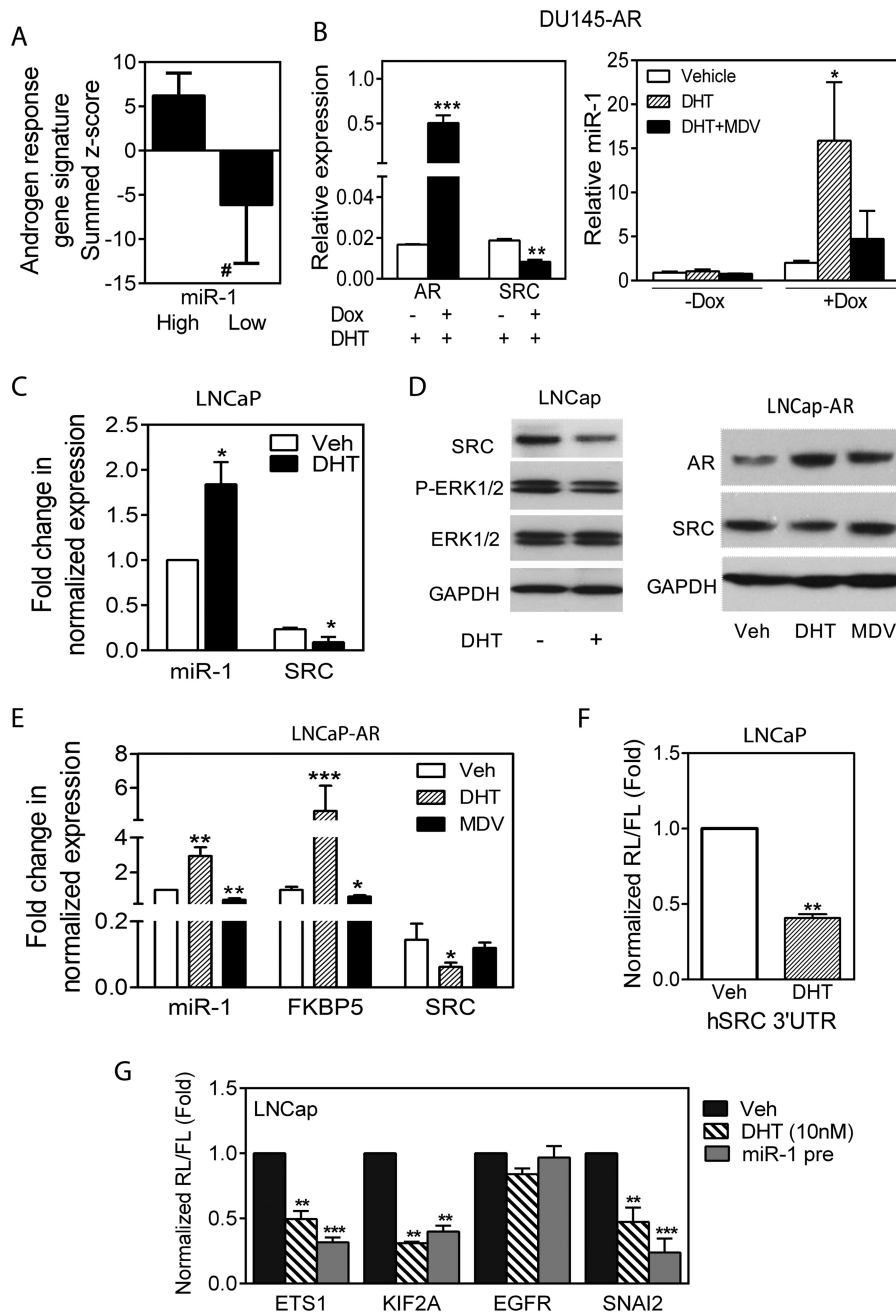 DU145-AR
A
Androgen response
gene signature
Summed z-score
10
5
0
-5
-10
-15
#
miR-1
High Low
B
Relative expression
1.0
0.5
0.04
0.02
0.00
***
**
AR SRC
Dox - + - +
DHT + + + +
Relative miR-1
25
20
15
10
5
0
Vehicle
DHT
DHT+MDV
*
-Dox +Dox
C
LNCaP
Fold change in
normalized expression
2.5
2.0
1.5
1.0
0.5
0.0
Veh
DHT
*
*
miR-1 SRC
D
LNCap
SRC
P-ERK1/2
ERK1/2
GAPDH
DHT - +
LNCap-AR
AR
SRC
GAPDH
Veh DHT MDV
E
LNCaP-AR
Fold change in
normalized expression
8
6
4
2
0.2
0.0
Veh
DHT
MDV
**
**
***
*
*
miR-1 FKBP5 SRC
F
LNCaP
Normalized RL/FL (Fold)
1.5
1.0
0.5
0.0
**
Veh DHT
hSRC 3'UTR
G
LNCap
Normalized RL/FL (Fold)
1.5
1.0
0.5
0.0
Veh
DHT (10nM)
miR-1 pre
**
***
**
**
**
***
ETS1 KIF2A EGFR SNAI2